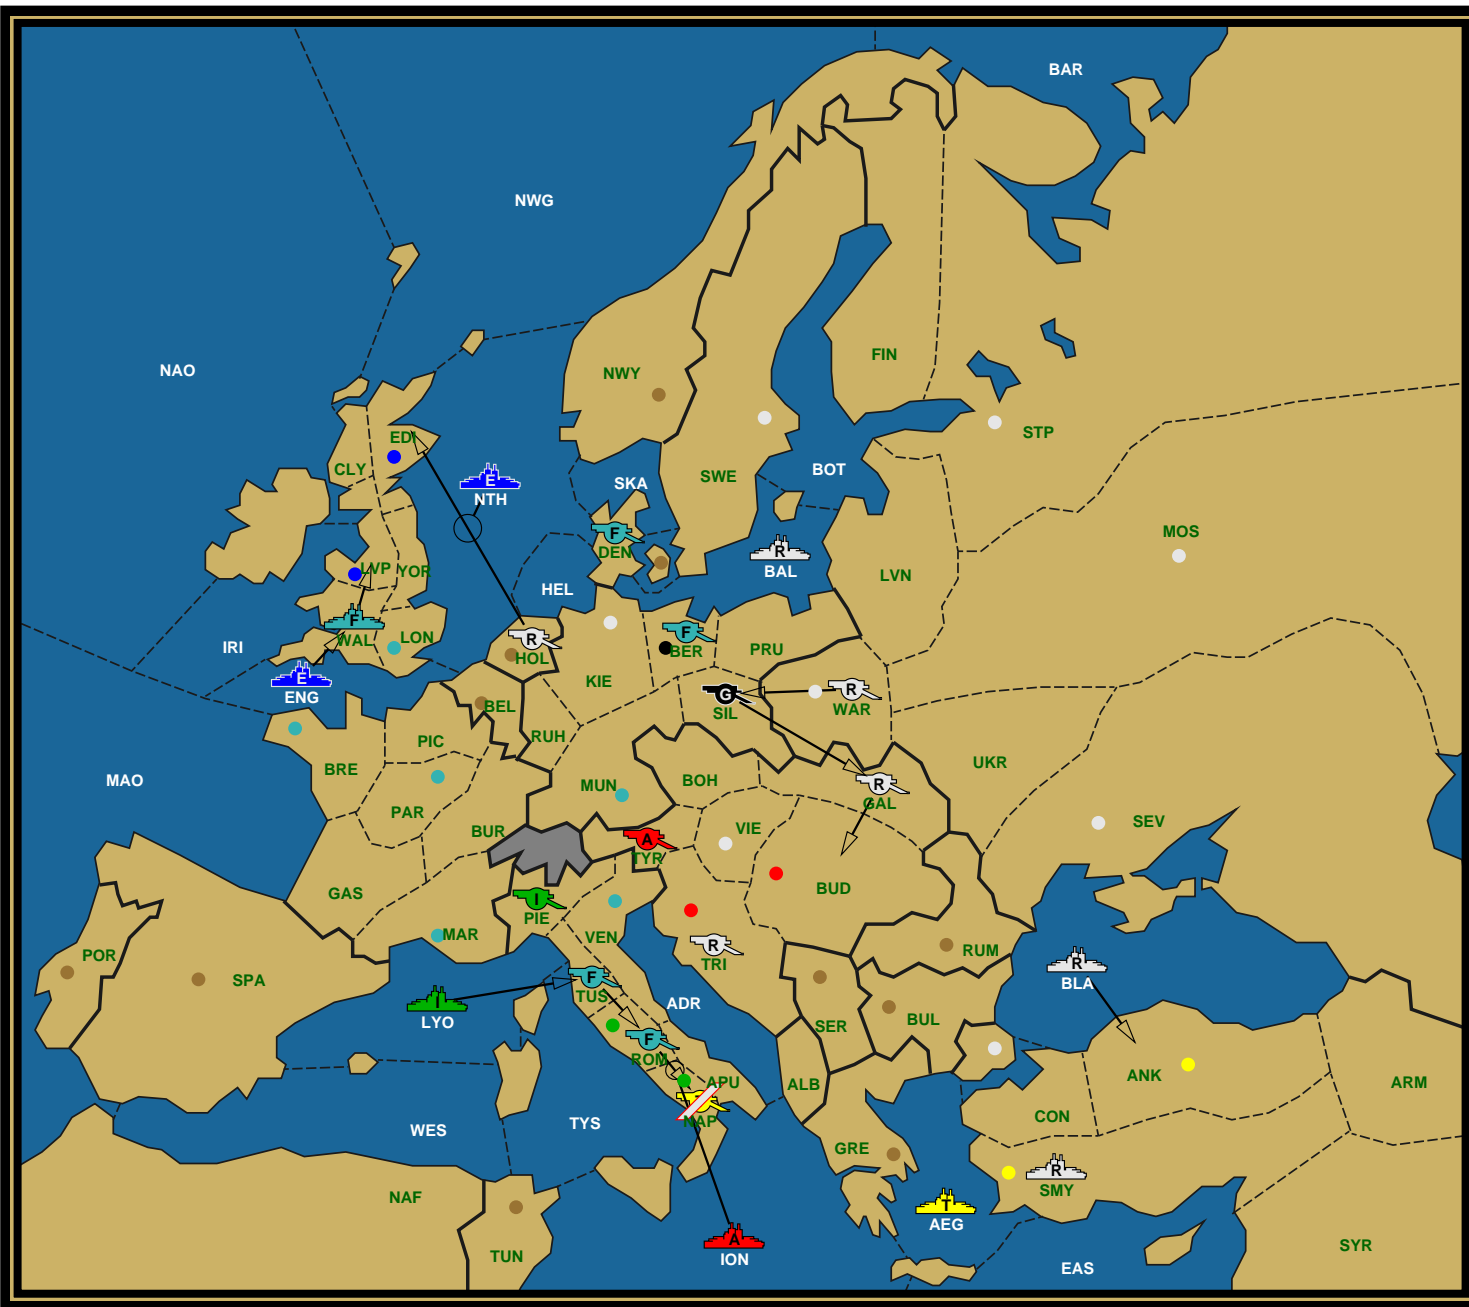 BAR
NWG
NAO
FIN
NWY
EDI
STP
CLY
SKA
BOT
SWE
E
NTH
MOS
F
DEN
R
BAL
LVP
YOR
HEL
LVN
F
WAL
LON
IRI
R
HOL
F
BER
PRU
E
ENG
KIE
G
SIL
R
WAR
BEL
PIC
RUH
BRE
UKR
MAO
MUN
BOH
R
GAL
PAR
BUR
VIE
SEV
A
TYR
GAS
BUD
I
PIE
MAR
VEN
R
TRI
POR
SPA
RUM
R
BLA
F
TUS
I
LYO
ADR
SER
BUL
F
ROM
ANK
APU
ALB
ARM
NAP
CON
WES
TYS
GRE
R
SMY
NAF
T
AEG
A
ION
TUN
EAS
SYR